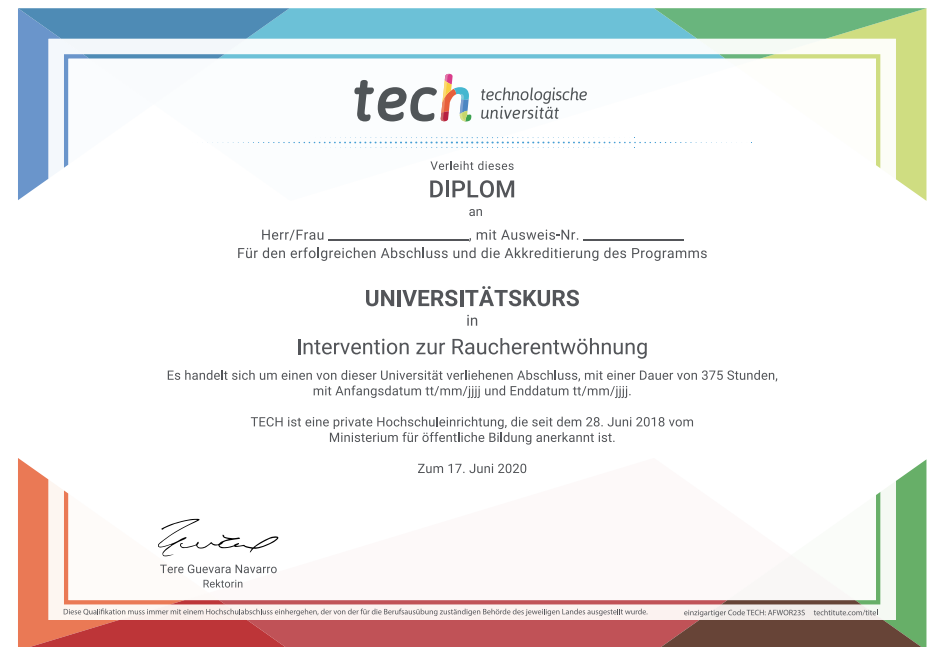 tech technologische
universität
Verleiht dieses
DIPLOM
an
Herr/Frau ____________________, mit Ausweis-Nr. ______________
Für den erfolgreichen Abschluss und die Akkreditierung des Programms
UNIVERSITÄTSKURS
in
Intervention zur Raucherentwöhnung
Es handelt sich um einen von dieser Universität verliehenen Abschluss, mit einer Dauer von 375 Stunden,
mit Anfangsdatum tt/mm/jjjj und Enddatum tt/mm/jjjj.
TECH ist eine private Hochschuleinrichtung, die seit dem 28. Juni 2018 vom
Ministerium für öffentliche Bildung anerkannt ist.
Zum 17. Juni 2020
Tere Guevara Navarro
Rektorin
Diese Qualifikation muss immer mit einem Hochschulabschluss einhergehen, der von der für die Berufsausübung zuständigen Behörde des jeweiligen Landes ausgestellt wurde. einzigartiger Code TECH: AFWOR23S techtitute.com/titel